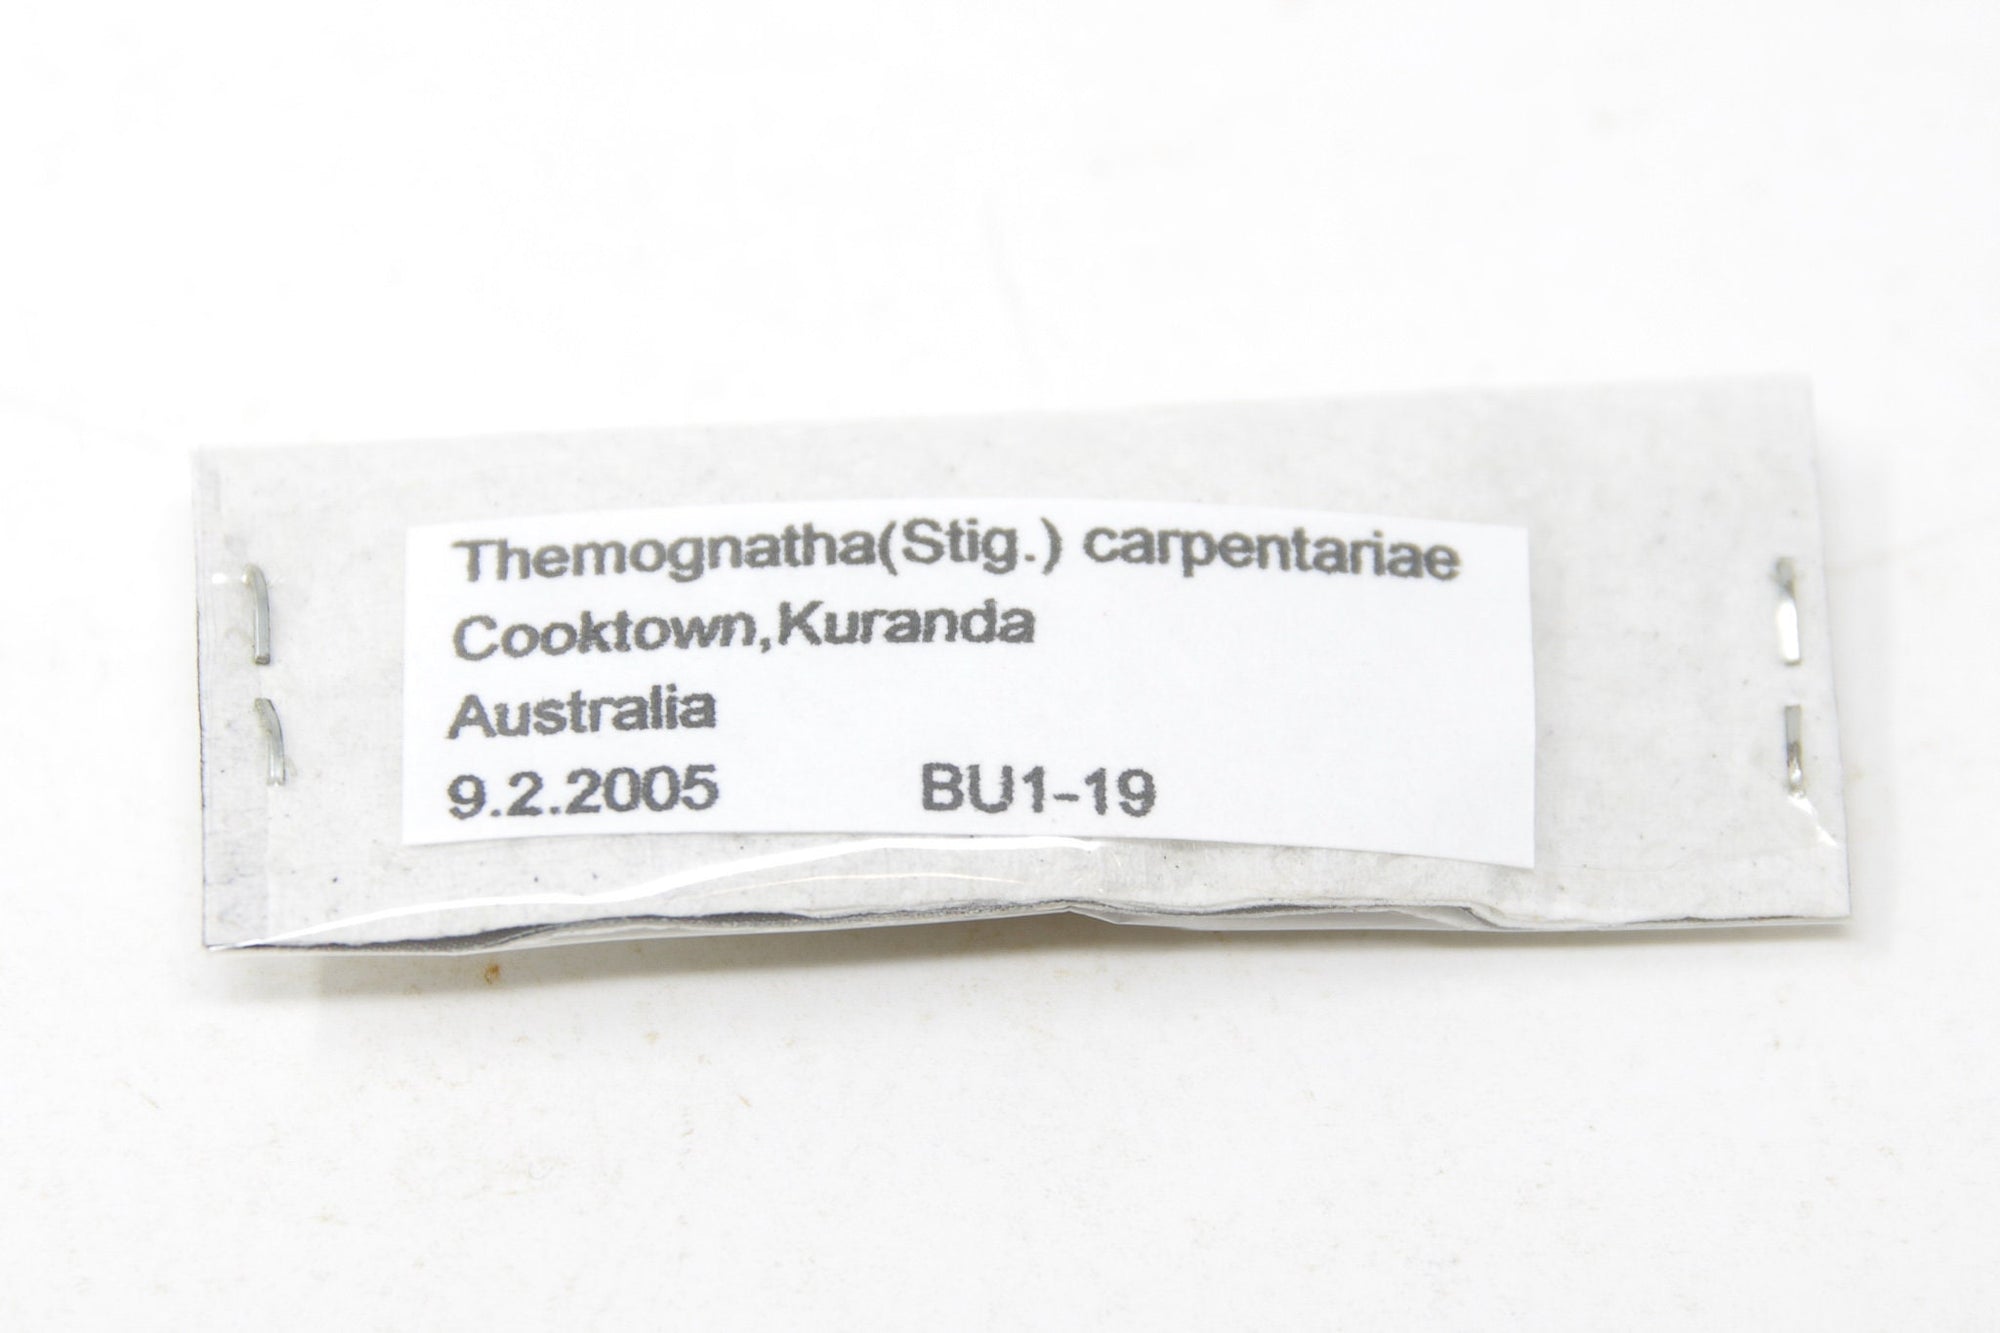 Themognatha(Stig.) carpentariae
Cooktown,Kuranda
Australia
9.2.2005 BU1-19